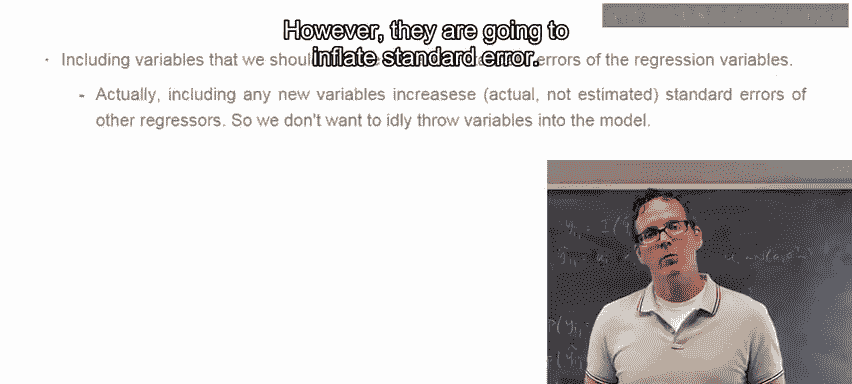 However, they are going to
inflate standard error.
· Including variables that we shoul errors of the regression variables.
- Actually, including any new variables increasese (actual, not estimated) standard errors of
other regressors. So we don't want to idly throw variables into the model.